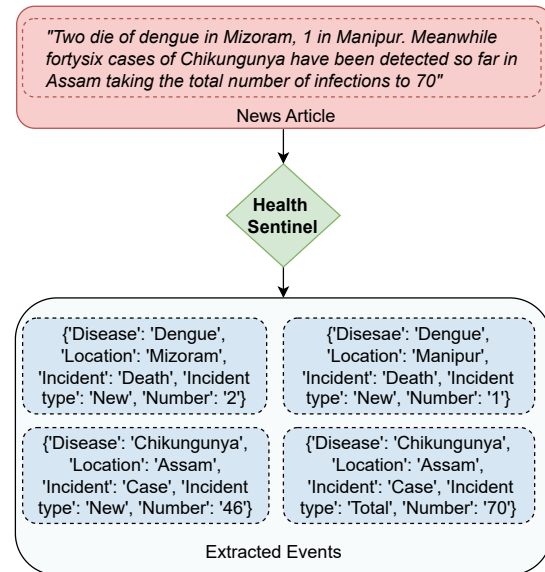 "Two die of dengue in Mizoram, 1 in Manipur. Meanwhile
fortysix cases of Chikungunya have been detected so far in
Assam taking the total number of infections to 70"
News Article
Health
Sentinel
{'Disease': 'Dengue',
'Location': 'Mizoram',
'Incident': 'Death', 'Incident
type': 'New', 'Number': '2'}
{'Disesae': 'Dengue',
'Location': 'Manipur',
'Incident': 'Death', 'Incident
type': 'New', 'Number': '1'}
{'Disease': 'Chikungunya',
'Location': 'Assam',
'Incident': 'Case', 'Incident
type': 'New', 'Number': '46'}
{'Disease': 'Chikungunya',
'Location': 'Assam',
'Incident': 'Case', 'Incident
type': 'Total', 'Number': '70'}
Extracted Events